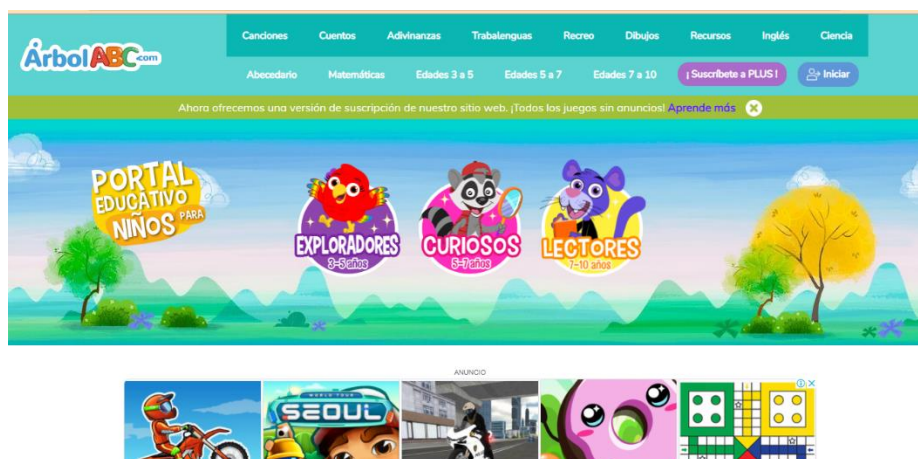 ÁrbolABC.com
Canciones Cuentos Adivinanzas Trabalenguas Recreo Dibujos Recursos Inglés Ciencia
Abecedario Matemáticas Edades 3 a 5 Edades 5 a 7 Edades 7 a 10 ¡ Suscríbete a PLUS ! Iniciar
Ahora ofrecemos una versión de suscripción de nuestro sitio web. ¡Todos los juegos sin anuncios! Aprende más
PORTAL
EDUCATIVO
PARA
NIÑOS
EXPLORADORES
3-5 años
CURIOSOS
5-7 años
LECTORES
7-10 años
ANUNCIO
WORLD TOUR
SEOUL